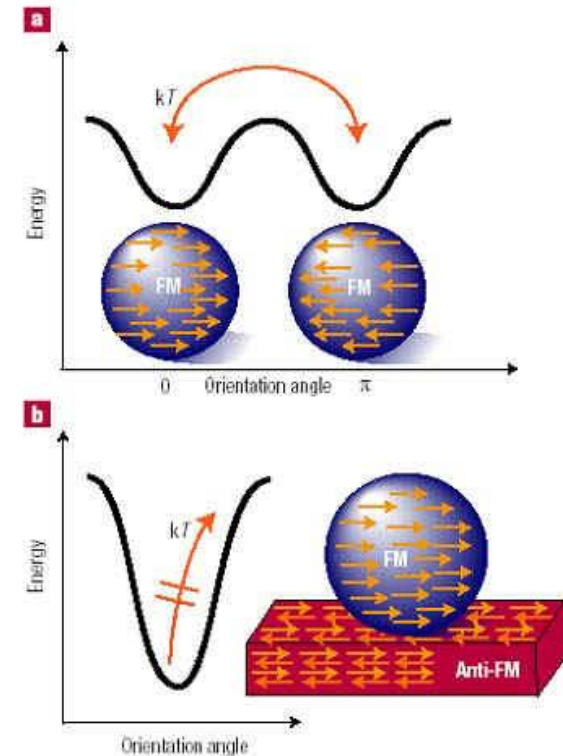 a
kT
Energy
FM
FM
0 Orientation angle π
b
kT
Energy
FM
Anti-FM
Orientation angle